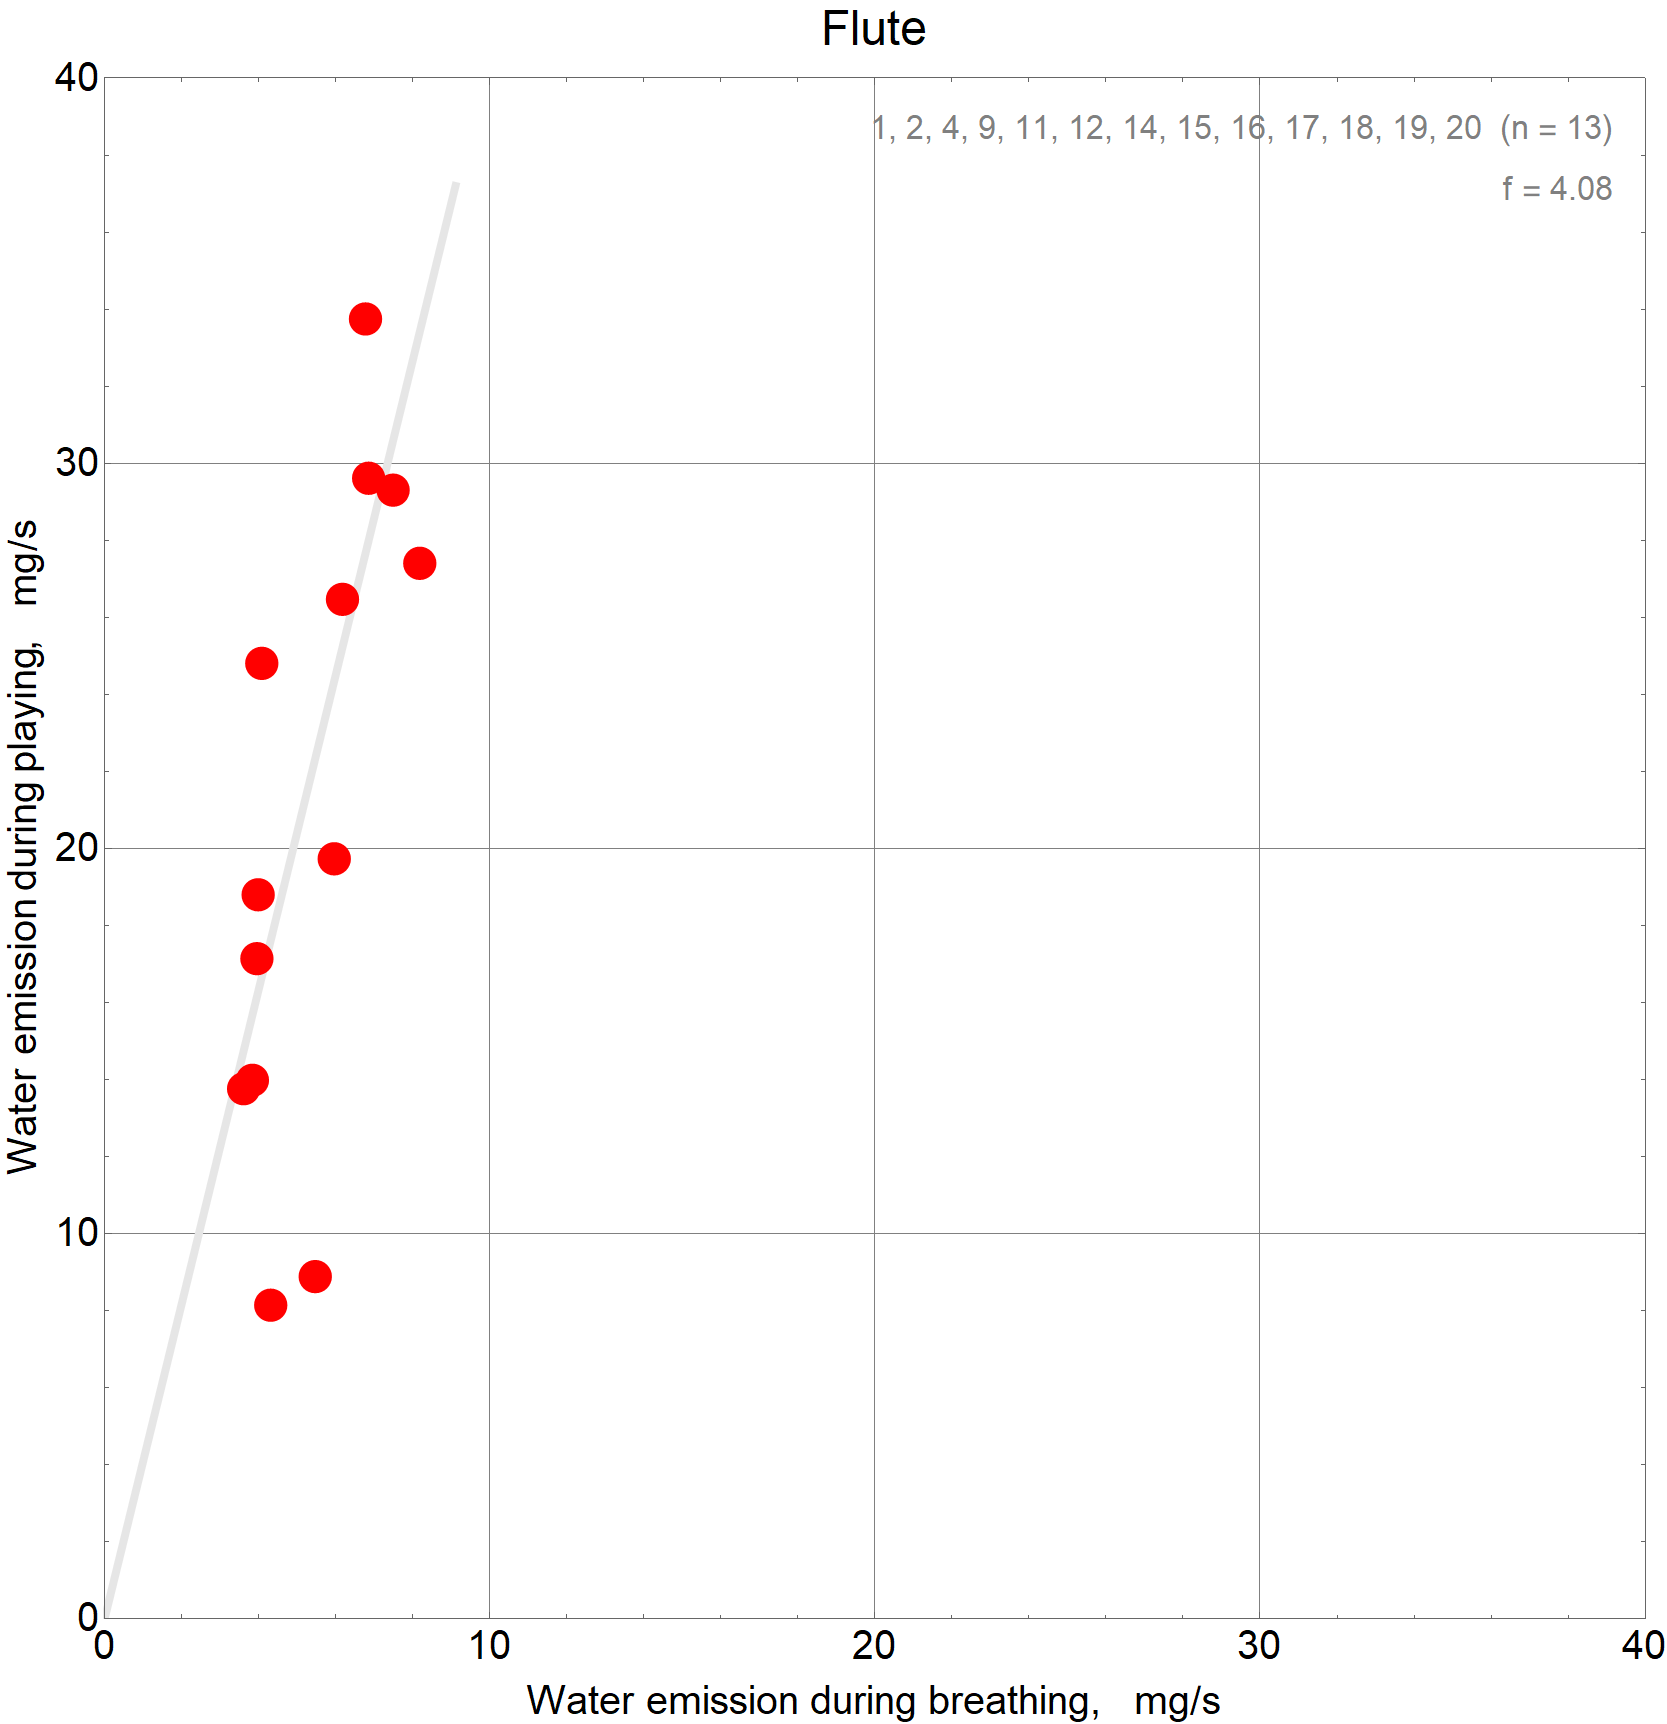 Flute
40
1, 2, 4, 9, 11, 12, 14, 15, 16, 17, 18, 19, 20 (n = 13)
f = 4.08
30
20
10
0
Water emission during playing, mg/s
0 10 20 30 40
Water emission during breathing, mg/s